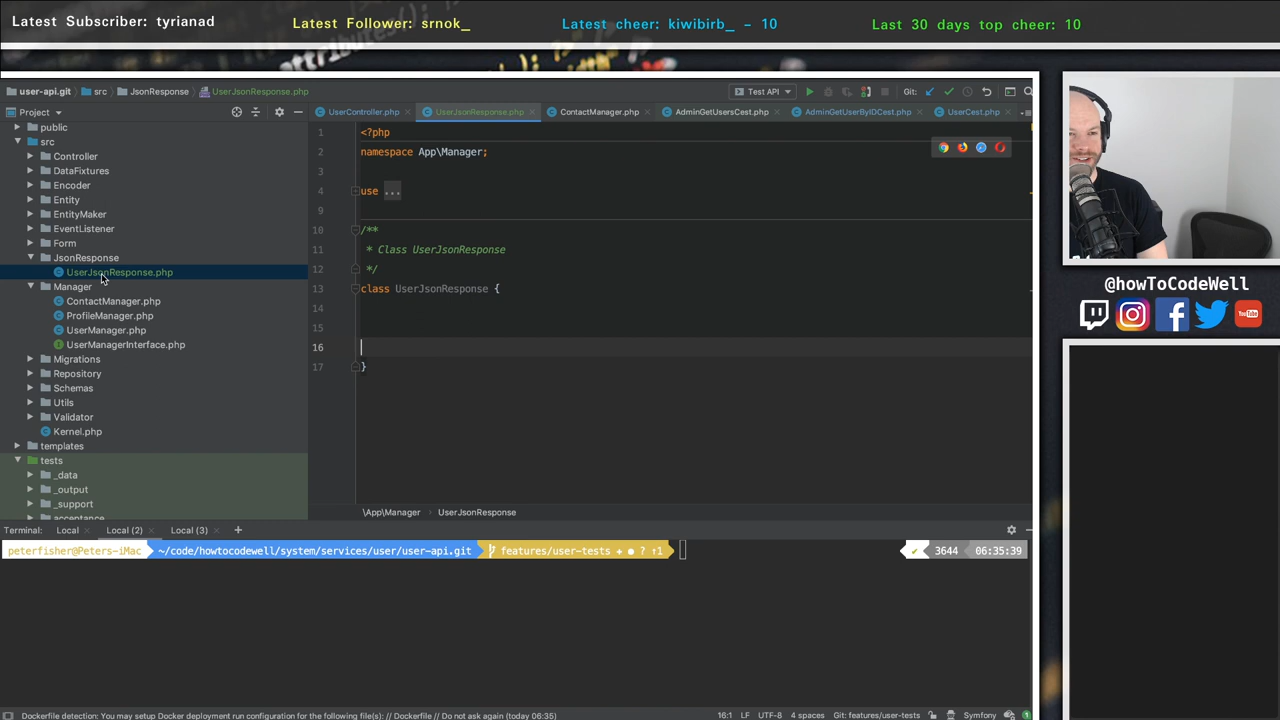 Latest Subscriber: tyrianad
Latest Follower: srnok_
Latest cheer: kiwibirb_ - 10
Last 30 days top cheer: 10
user-api.git
src
JsonResponse
UserJsonResponse.php
Test API
Git:
Project
UserController.php
UserJsonResponse.php
ContactManager.php
AdminGetUsersCest.php
AdminGetUserByIDCest.php
UserCest.php
public
src
Controller
DataFixtures
Encoder
Entity
EntityMaker
EventListener
Form
JsonResponse
UserJsonResponse.php
Manager
ContactManager.php
ProfileManager.php
UserManager.php
UserManagerInterface.php
Migrations
Repository
Schemas
Utils
Validator
Kernel.php
templates
tests
_data
_output
_support
acceptance
1 <?php
2 namespace App\Manager;
3
4 use ...
9
10 /**
11 * Class UserJsonResponse
12 */
13 class UserJsonResponse {
14
15
16
17 }
\App\Manager › UserJsonResponse
@howToCodeWell
You Tube
Terminal: Local Local (2) Local (3) +
peterfisher@Peters-iMac ~/code/howtocodewell/system/services/user/user-api.git features/user-tests + ● ? ↑1 ✔ 3644 06:35:39
Dockerfile detection: You may setup Docker deployment run configuration for the following file(s): // Dockerfile // Do not ask again (today 06:35)
16:1 LF UTF-8 4 spaces Git: features/user-tests Symfony